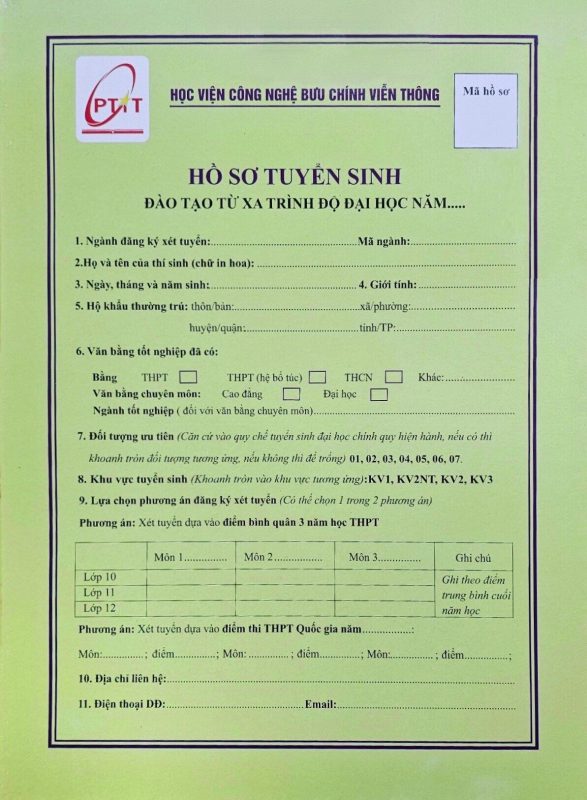 PTIT
HỌC VIỆN CÔNG NGHỆ BƯU CHÍNH VIỄN THÔNG
Mã hồ sơ
HỒ SƠ TUYỂN SINH
ĐÀO TẠO TỪ XA TRÌNH ĐỘ ĐẠI HỌC NĂM.....
1. Ngành đăng ký xét tuyển:..............................Mã ngành:..............................
2.Họ và tên của thí sinh (chữ in hoa): ..............................
3. Ngày, tháng và năm sinh:.............................. 4. Giới tính: ..............................
5. Hộ khẩu thường trú: thôn/bản:..............................xã/phường:..............................
huyện/quận:..............................tỉnh/TP:..............................
6. Văn bằng tốt nghiệp đã có:
Bằng THPT THPT (hệ bổ túc) THCN Khác:....................
Văn bằng chuyên môn: Cao đẳng Đại học
Ngành tốt nghiệp ( đối với văn bằng chuyên môn)..............................
7. Đối tượng ưu tiên (Căn cứ vào quy chế tuyển sinh đại học chính quy hiện hành, nếu có thì
khoanh tròn đối tượng tương ứng, nếu không thì để trống) 01, 02, 03, 04, 05, 06, 07.
8. Khu vực tuyển sinh (Khoanh tròn vào khu vực tương ứng):KV1, KV2NT, KV2, KV3
9. Lựa chọn phương án đăng ký xét tuyển (Có thể chọn 1 trong 2 phương án)
Phương án: Xét tuyển dựa vào điểm bình quân 3 năm học THPT
Môn 1.............. Môn 2................ Môn 3.............. Ghi chú
Lớp 10 Ghi theo điểm
Lớp 11 trung bình cuối
Lớp 12 năm học
Phương án: Xét tuyển dựa vào điểm thi THPT Quốc gia năm................:
Môn:............; điểm............; Môn: ............; điểm............; Môn:............; điểm............;
10. Địa chỉ liên hệ:..............................
11. Điện thoại DĐ:..............................Email:..............................